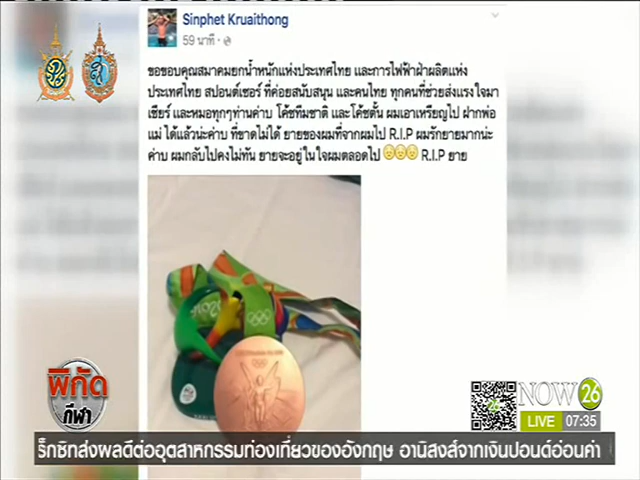 Sinphet Kruaithong
59 นาที
ขอขอบคุณสมาคมยกน้ำหนักแห่งประเทศไทย และการไฟฟ้าฝ่าผลิตแห่ง
ประเทศไทย สปอนต์เซอร์ ที่ค่อยสนับสนุน และคนไทย ทุกคนที่ช่วยส่งแรงใจมา
เชียร์ และหมอทุกๆท่านค่าบ โค้ชทีมชาติ และโค้ชตั้น ผมเอาเหรียญไป ฝากพ่อ
แม่ ได้แล้วน่ะค่าบ ที่ขาดไม่ได้ ยายของผมที่จากผมไป R.I.P ผมรักยายมากน่ะ
ค่าบ ผมกลับไปคงไม่ทัน ยายจะอยู่ในใจผมตลอดไป R.I.P ยาย
พิกัด
กีฬา
NOW 26
26
LIVE 07:35
ร็กซิทส่งผลดีต่ออุตสาหกรรมท่องเที่ยวของอังกฤษ อานิสงส์จากเงินปอนด์อ่อนค่า